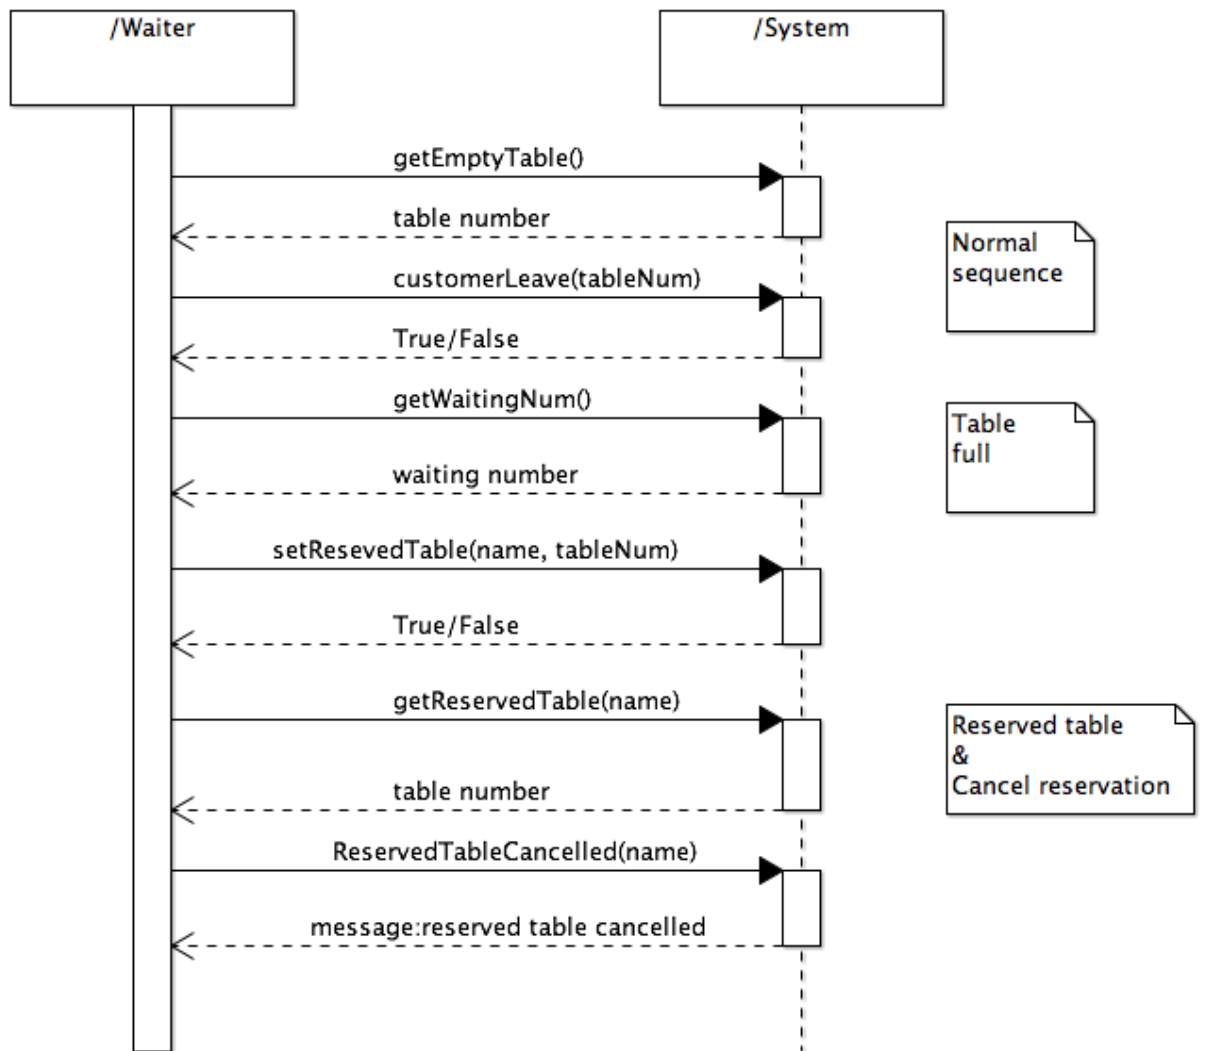 /Waiter
/System
getEmptyTable()
table number
Normal
sequence
customerLeave(tableNum)
True/False
getWaitingNum()
Table
full
waiting number
setResevedTable(name, tableNum)
True/False
getReservedTable(name)
Reserved table
&
Cancel reservation
table number
ReservedTableCancelled(name)
message:reserved table cancelled